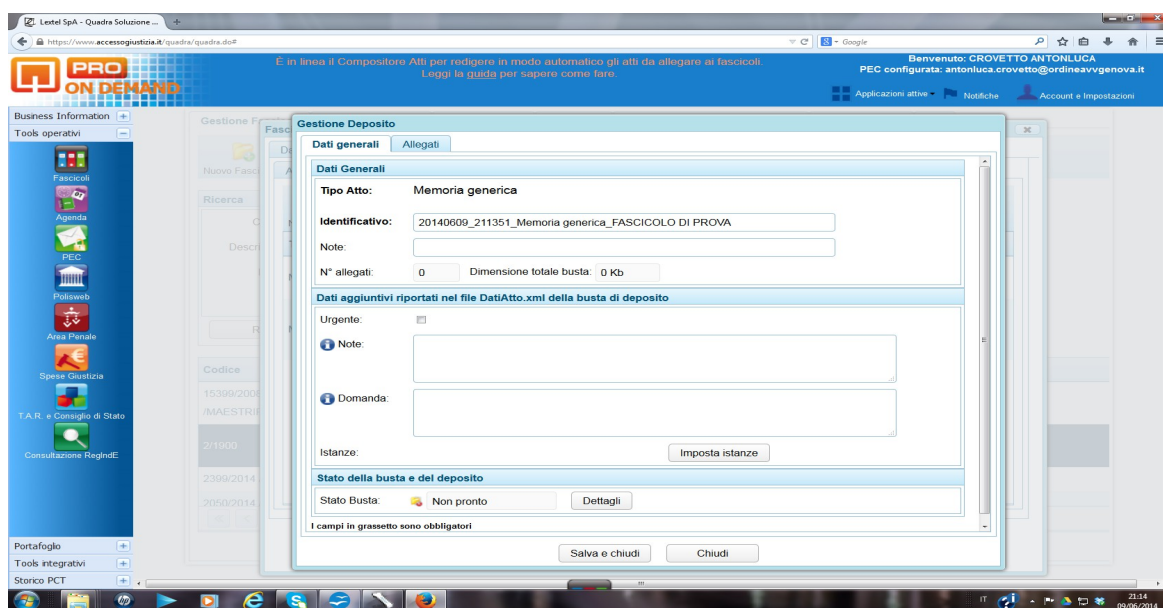 Lextel SpA - Quadra Soluzione ...
https://www.accessogiustizia.it/quadra/quadra.do#
Google
PRO
ON DEMAND
È in linea il Compositore Atti per redigere in modo automatico gli atti da allegare ai fascicoli.
Leggi la guida per sapere come fare.
Benvenuto: CROVETTO ANTONLUCA
PEC configurata: antonluca.crovetto@ordineavvgenova.it
Applicazioni attive
Notifiche
Account e Impostazioni
Business Information
Tools operativi
Fascicoli
Agenda
PEC
Polisweb
Area Penale
Spese Giustizia
T.A.R. e Consiglio di Stato
Consultazione RegIndE
Portafoglio
Tools integrativi
Storico PCT
Nuovo Fasc
Ricerca
Descri
Codice
15399/2008
/MAESTRI
2/1900
2399/2014
2050/2014
Fasc
Gestione Deposito
Dati generali
Allegati
Dati Generali
Tipo Atto: Memoria generica
Identificativo: 20140609_211351_Memoria generica_FASCICOLO DI PROVA
Note:
N° allegati: 0 Dimensione totale busta: 0 Kb
Dati aggiuntivi riportati nel file DatiAtto.xml della busta di deposito
Urgente:
Note:
Domanda:
Istanze: Imposta istanze
Stato della busta e del deposito
Stato Busta: Non pronto Dettagli
I campi in grassetto sono obbligatori
Salva e chiudi
Chiudi
IT
21:14
09/06/2014